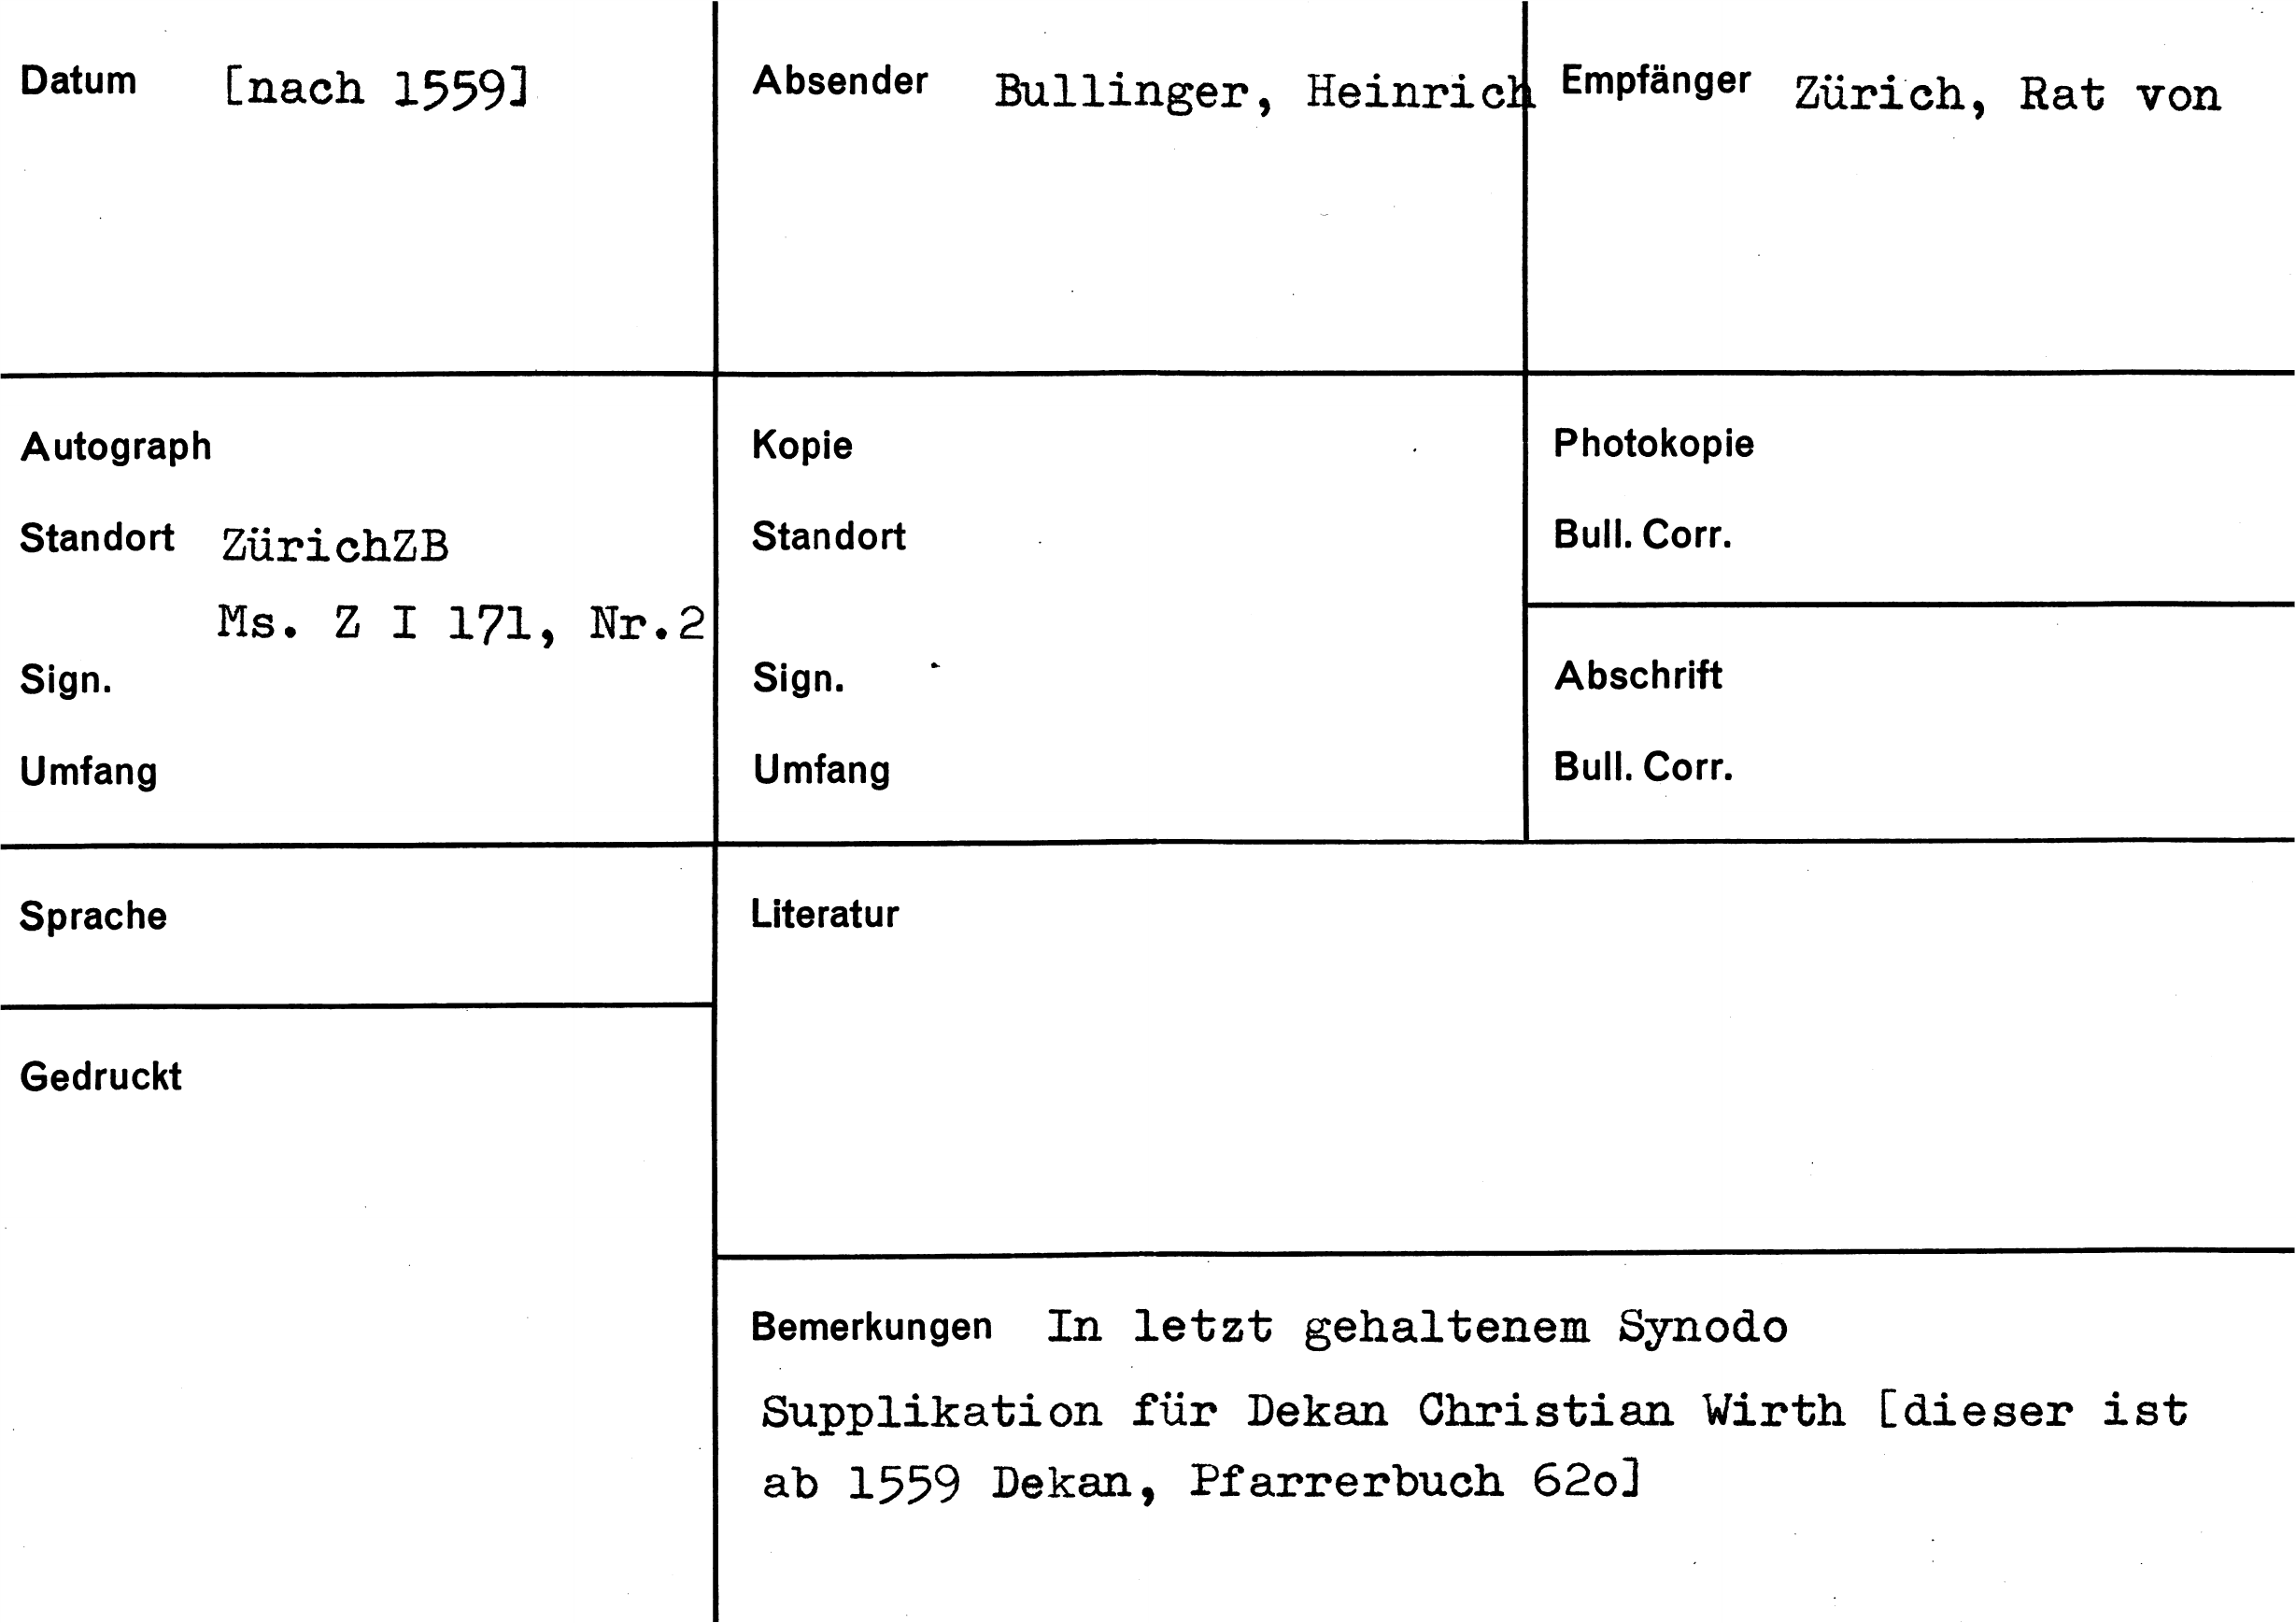 Datum [nach 1559]
Absender Bullinger, Heinrich
Empfänger Zürich, Rat von
Autograph
Standort ZürichZB
Ms. Z I 171, Nr.2
Sign.
Umfang
Kopie
Standort
Sign.
Umfang
Photokopie
Bull. Corr.
Abschrift
Bull. Corr.
Sprache
Gedruckt
Literatur
Bemerkungen In letzt gehaltenem Synodo
Supplikation für Dekan Christian Wirth [dieser ist
ab 1559 Dekan, Pfarrerbuch 62o]